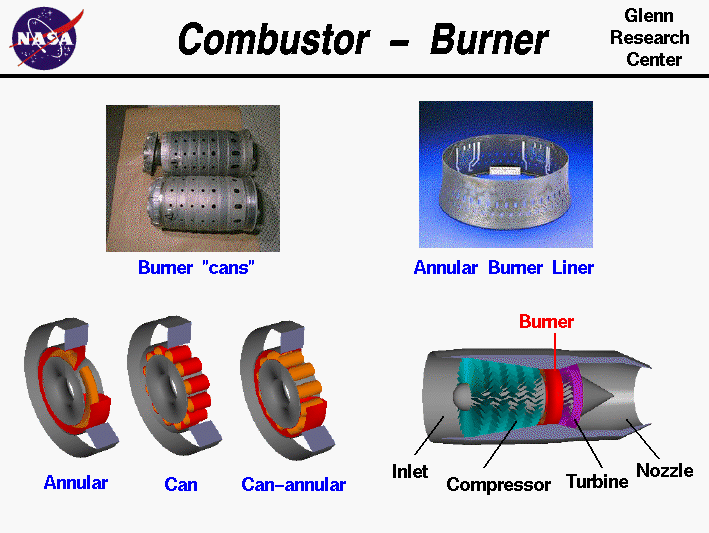 NASA
Combustor – Burner
Glenn
Research
Center
Burner "cans"
Annular Burner Liner
Burner
Annular
Can
Can–annular
Inlet
Compressor
Turbine
Nozzle